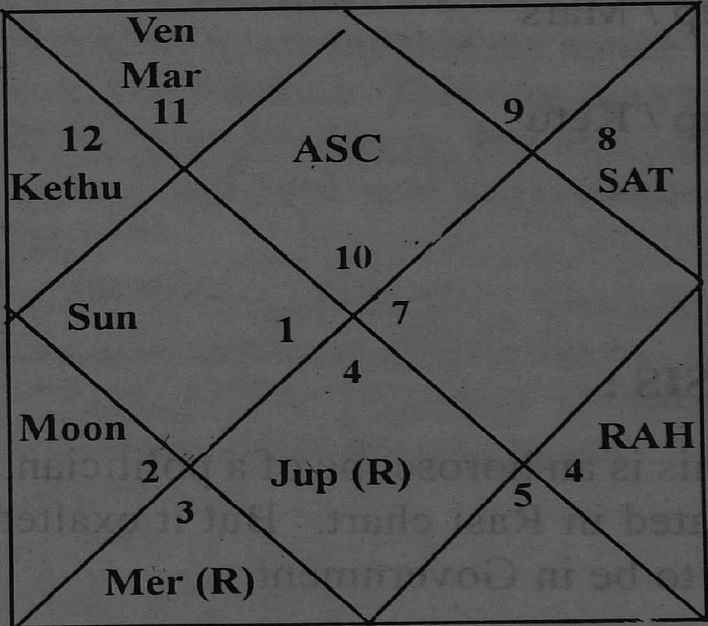 Ven
Mar
11
12
Kethu
ASC
9
8
SAT
10
Sun
1
7
4
Moon
2
3
Jup (R)
RAH
5
4
Mer (R)